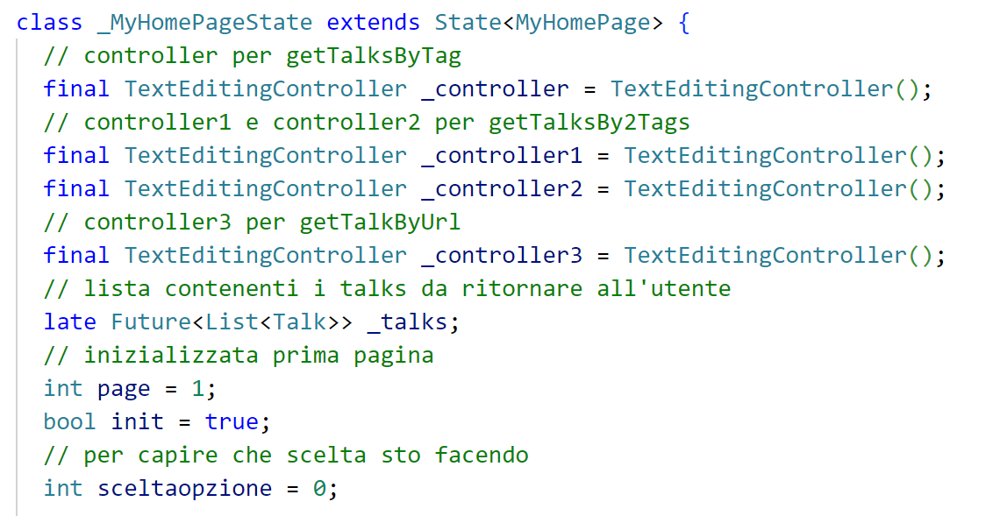 class _MyHomePageState extends State<MyHomePage> {
// controller per getTalksByTag
final TextEditingController _controller = TextEditingController();
// controller1 e controller2 per getTalksBy2Tags
final TextEditingController _controller1 = TextEditingController();
final TextEditingController _controller2 = TextEditingController();
// controller3 per getTalkByUrl
final TextEditingController _controller3 = TextEditingController();
// lista contenenti i talks da ritornare all'utente
late Future<List<Talk>> _talks;
// inizializzata prima pagina
int page = 1;
bool init = true;
// per capire che scelta sto facendo
int sceltaopzione = 0;